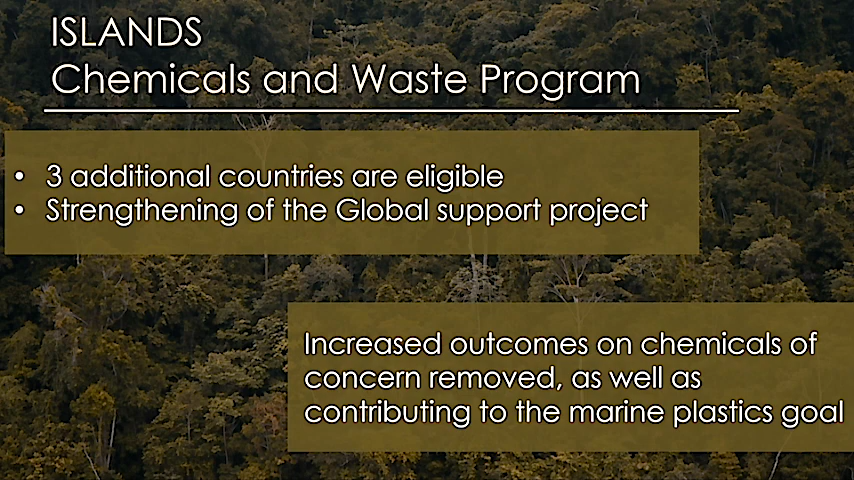 ISLANDS
Chemicals and Waste Program
• 3 additional countries are eligible
• Strengthening of the Global support project
Increased outcomes on chemicals of
concern removed, as well as
contributing to the marine plastics goal